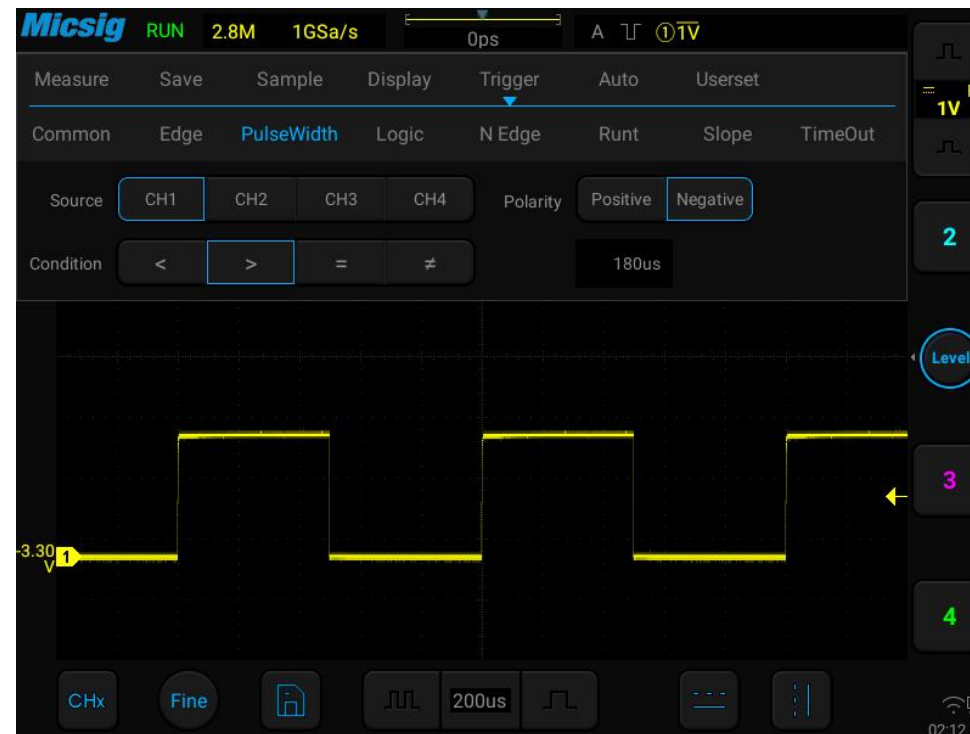 Micsig RUN 2.8M 1GSa/s 0ps A ①1V
Measure Save Sample Display Trigger Auto Userset
1V
Common Edge PulseWidth Logic N Edge Runt Slope TimeOut
Source CH1 CH2 CH3 CH4 Polarity Positive Negative
2
Condition < > = ≠ 180us
Level
3
-3.30
V 1
4
CHx Fine 200us
02:12